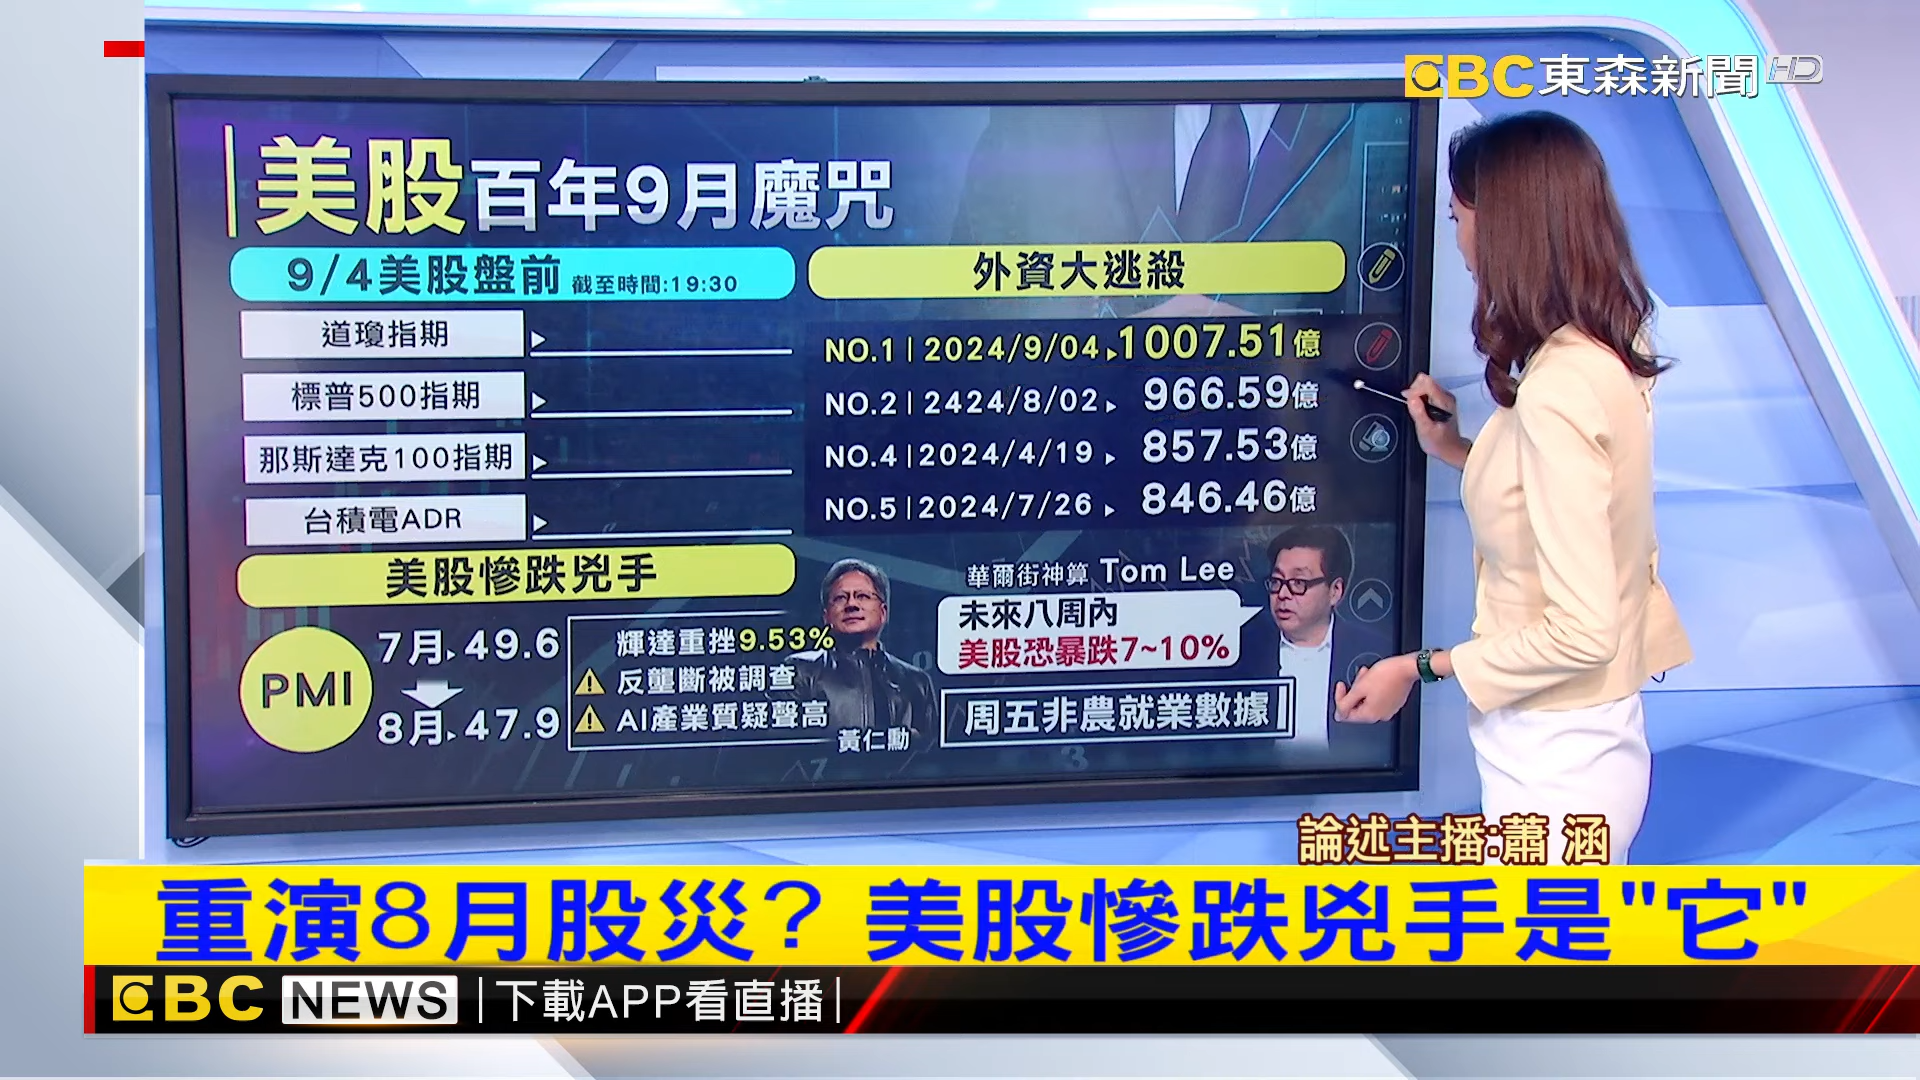 EBC東森新聞HD
美股百年9月魔咒
9/4美股盤前 截至時間:19:30
道瓊指期
標普500指期
那斯達克100指期
台積電ADR
外資大逃殺
NO.1|2024/9/04▸1007.51億
NO.2|2424/8/02▸966.59億
NO.4|2024/4/19▸857.53億
NO.5|2024/7/26▸846.46億
美股慘跌兇手
PMI
7月▸49.6
8月▸47.9
輝達重挫9.53%
反壟斷被調查
AI產業質疑聲高
黃仁勳
華爾街神算 Tom Lee
未來八周內
美股恐暴跌7~10%
周五非農就業數據
論述主播:蕭 涵
重演8月股災? 美股慘跌兇手是"它"
EBC NEWS |下載APP看直播|